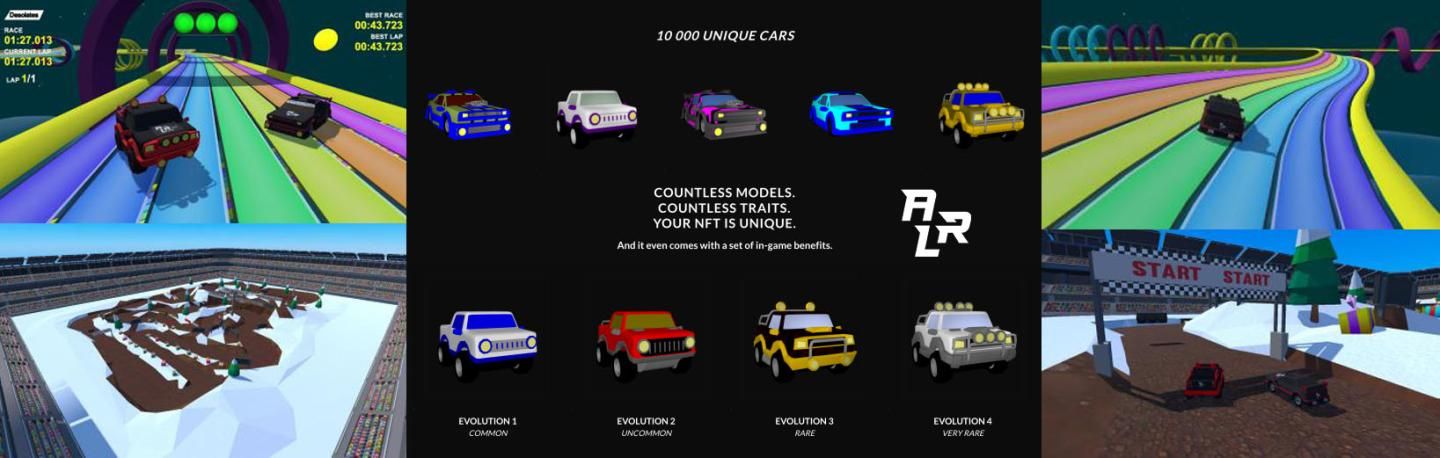 Desolates
RACE
01:27.013
CURRENT LAP
01:27.013
LAP 1/1
BEST RACE
00:43.723
BEST LAP
00:43.723
10 000 UNIQUE CARS
COUNTLESS MODELS.
COUNTLESS TRAITS.
YOUR NFT IS UNIQUE.
And it even comes with a set of in-game benefits.
ALR
EVOLUTION 1
COMMON
EVOLUTION 2
UNCOMMON
EVOLUTION 3
RARE
EVOLUTION 4
VERY RARE
START START